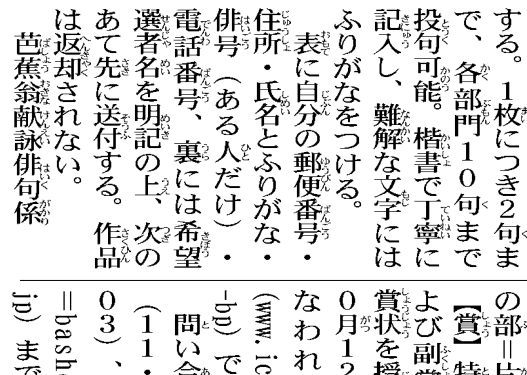 する。１枚につき２句ま
で、各部門１０句まで
投句可能。楷書で丁寧に
記入し、難解な文字には
ふりがなをつける。
表に自分の郵便番号・
住所・氏名とふりがな・
俳号（ある人だけ）・
電話番号、裏には希望
選者名を明記の上、次の
あて先に送付する。作品
は返却されない。
芭蕉翁献詠俳句係
の部＝片
【賞】特
よび副賞
賞状を授
０月１２
なわれ
(www.ic
-bp）で
問い合
（１１・
０３）、
＝bash
jp）まで